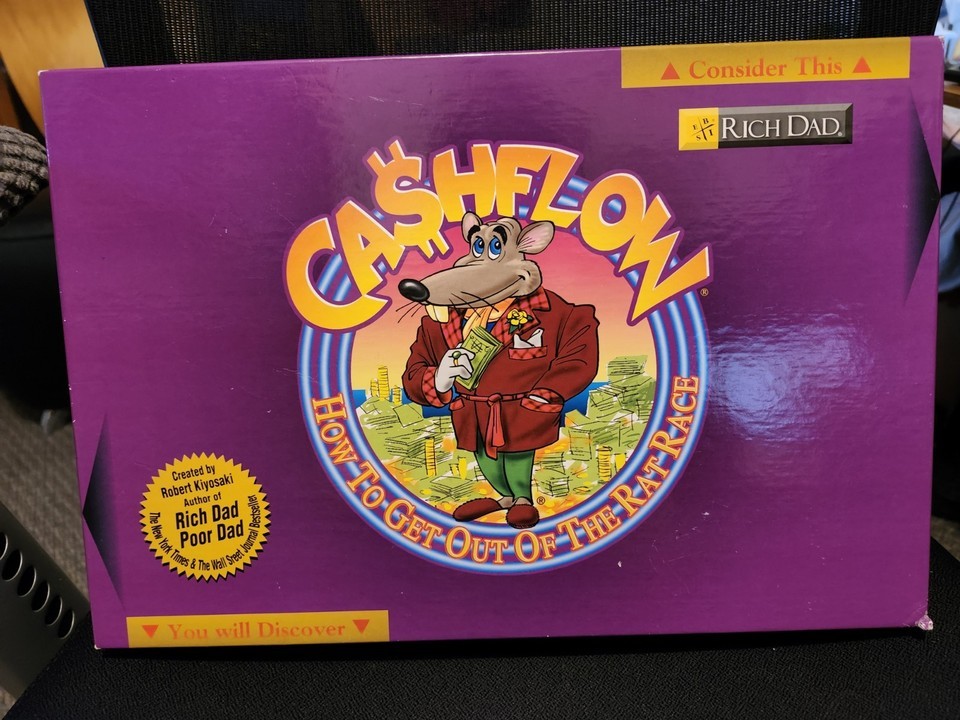 ▲ Consider This ▲
E B
S I
RICH DAD®
CA$HFLOW®
HOW TO GET OUT OF THE RAT RACE
®
Created by
Robert Kiyosaki
Author of
Rich Dad
Poor Dad
The New York Times & The Wall Sreet Journal Bestseller
▼ You will Discover ▼